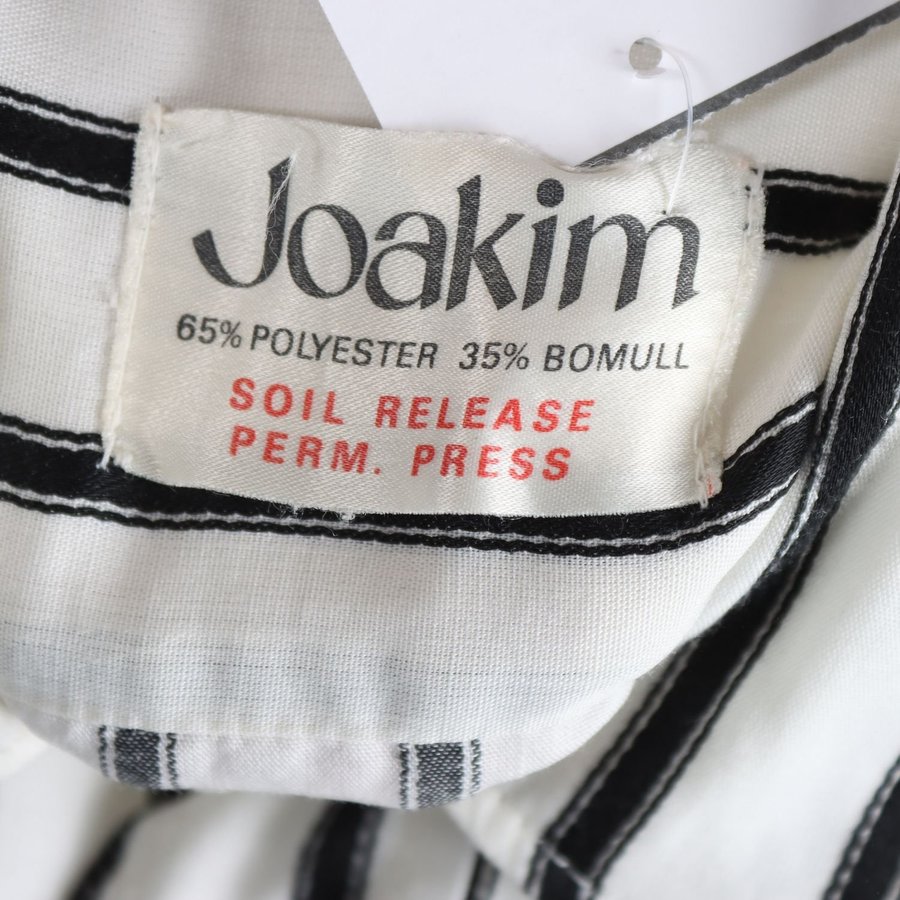 Joakim
65% POLYESTER 35% BOMULL
SOIL RELEASE
PERM. PRESS